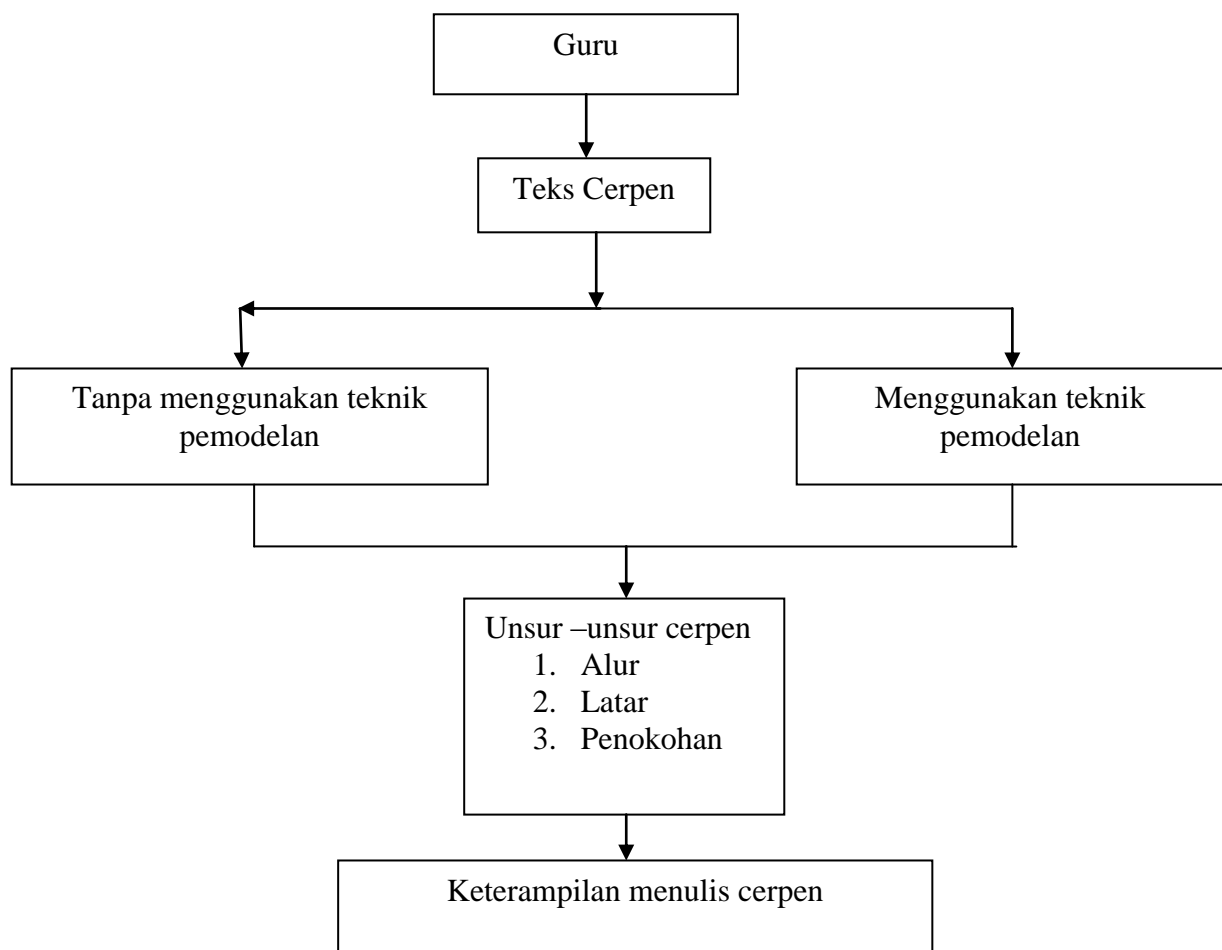 Guru
Teks Cerpen
Tanpa menggunakan teknik
pemodelan
Menggunakan teknik
pemodelan
Unsur –unsur cerpen
1. Alur
2. Latar
3. Penokohan
Keterampilan menulis cerpen